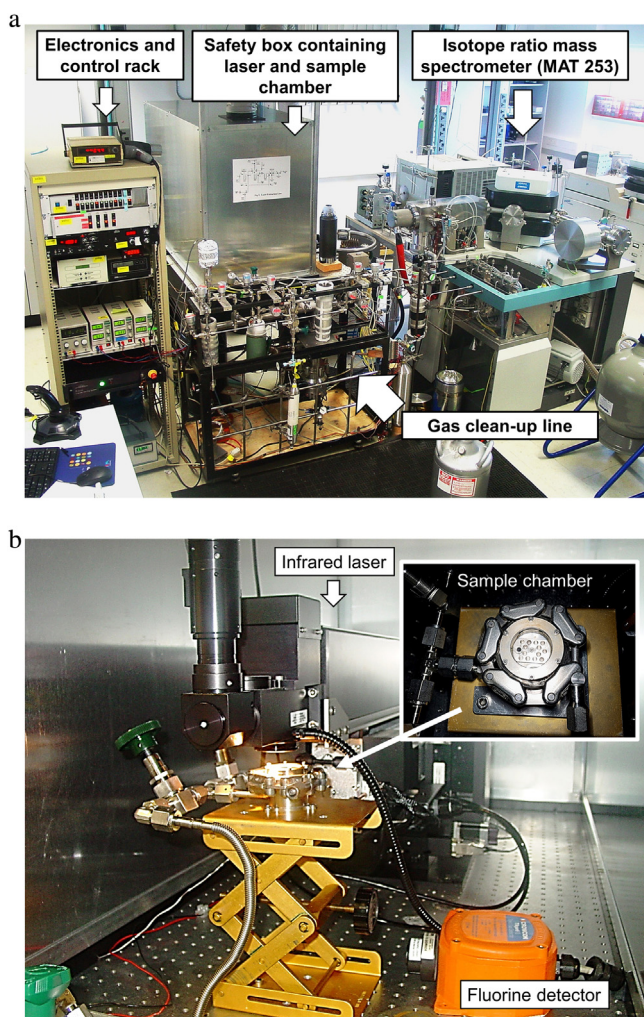 a
Electronics and
control rack
Safety box containing
laser and sample
chamber
Isotope ratio mass
spectrometer (MAT 253)
Gas clean-up line
b
Infrared laser
Sample chamber
Fluorine detector